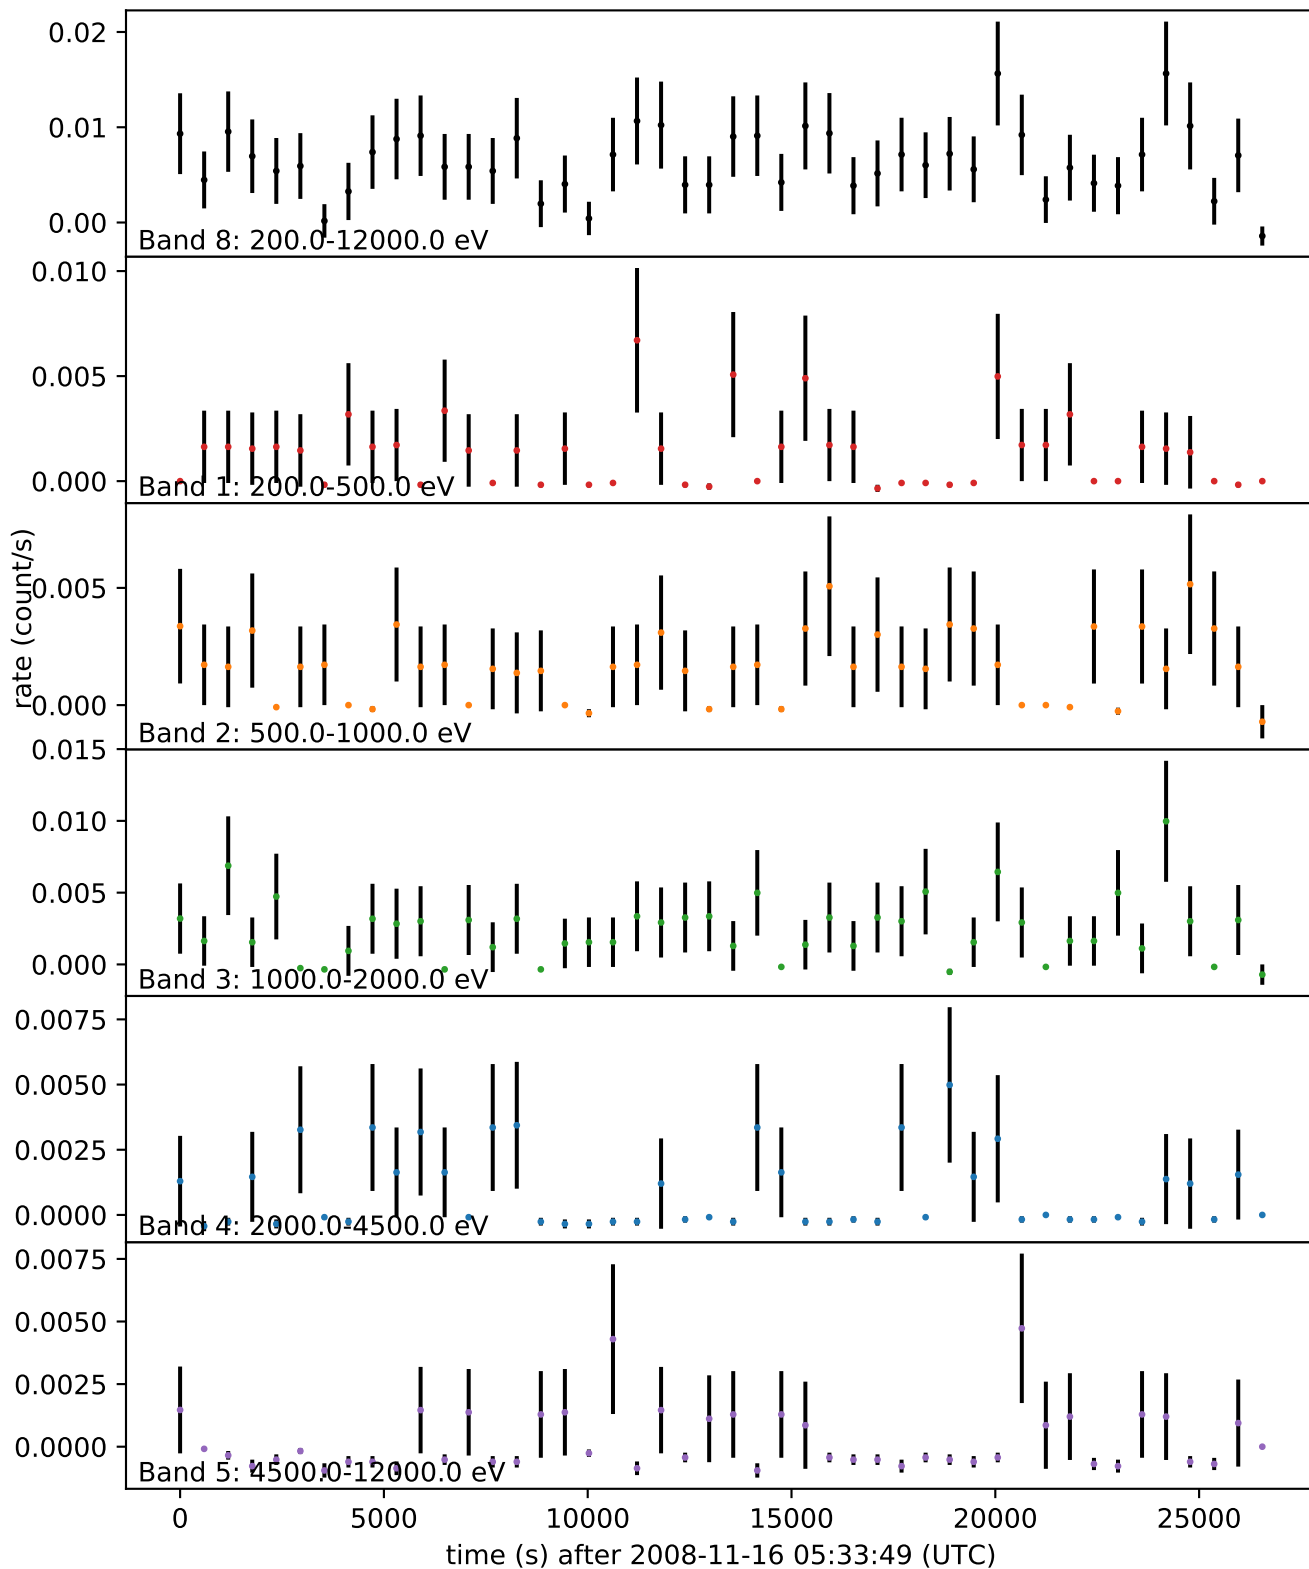 0.02
0.01
0.00
Band 8: 200.0-12000.0 eV
0.010
0.005
0.000
Band 1: 200.0-500.0 eV
rate (count/s)
0.005
0.000
Band 2: 500.0-1000.0 eV
0.015
0.010
0.005
0.000
Band 3: 1000.0-2000.0 eV
0.0075
0.0050
0.0025
0.0000
Band 4: 2000.0-4500.0 eV
0.0075
0.0050
0.0025
0.0000
Band 5: 4500.0-12000.0 eV
0 5000 10000 15000 20000 25000
time (s) after 2008-11-16 05:33:49 (UTC)